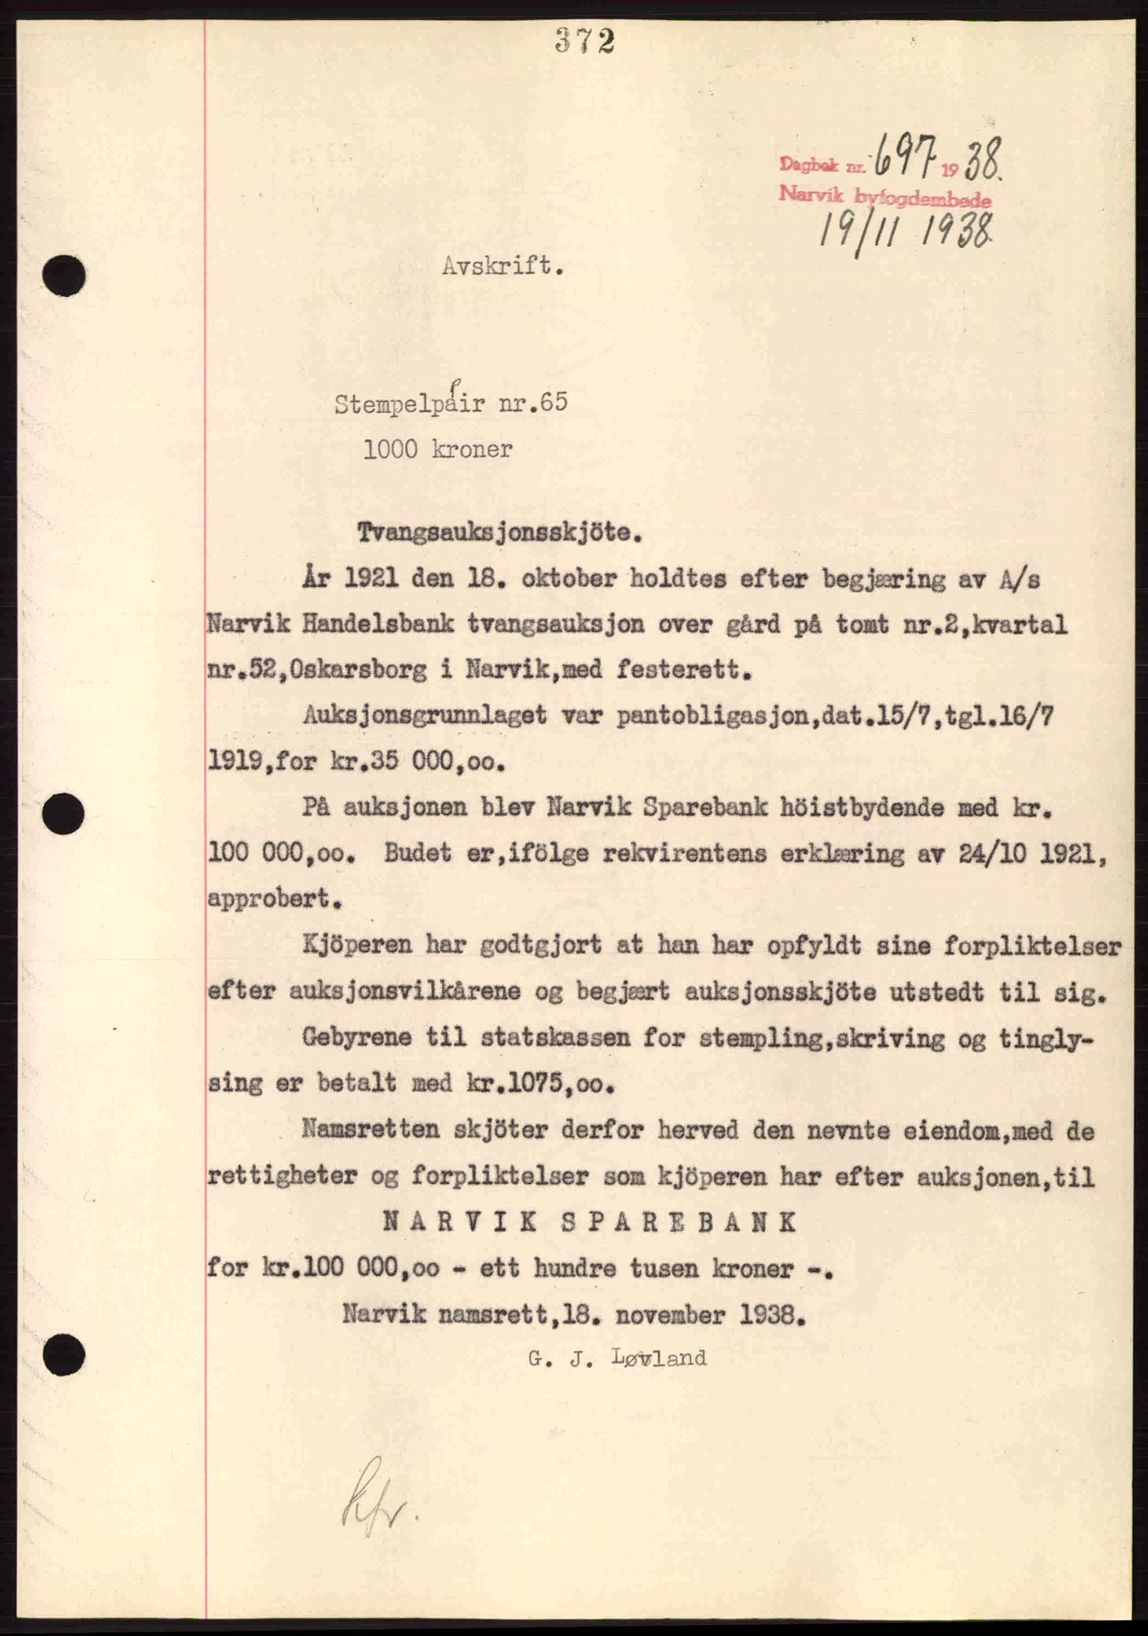 372
Dagbok nr. 697 1938.
Narvik byfogdembede
19/11 1938.
Avskrift.
Stempelpåir nr.65
1000 kroner
Tvangsauksjonsskjöte.
År 1921 den 18. oktober holdtes efter begjæring av A/s
Narvik Handelsbank tvangsauksjon over gård på tomt nr.2,kvartal
nr.52,Oskarsborg i Narvik,med festerett.
Auksjonsgrunnlaget var pantobligasjon,dat.15/7,tgl.16/7
1919,for kr.35 000,oo.
På auksjonen blev Narvik Sparebank höistbydende med kr.
100 000,oo. Budet er,ifölge rekvirentens erklæring av 24/10 1921,
approbert.
Kjöperen har godtgjort at han har opfyldt sine forpliktelser
efter auksjonsvilkårene og begjært auksjonsskjöte utstedt til sig.
Gebyrene til statskassen for stempling,skriving og tingly-
sing er betalt med kr.1075,oo.
Namsretten skjöter derfor herved den nevnte eiendom,med de
rettigheter og forpliktelser som kjöperen har efter auksjonen,til
N A R V I K S P A R E B A N K
for kr.100 000,oo - ett hundre tusen kroner -.
Narvik namsrett,18. november 1938.
G. J. Løvland
kfr.